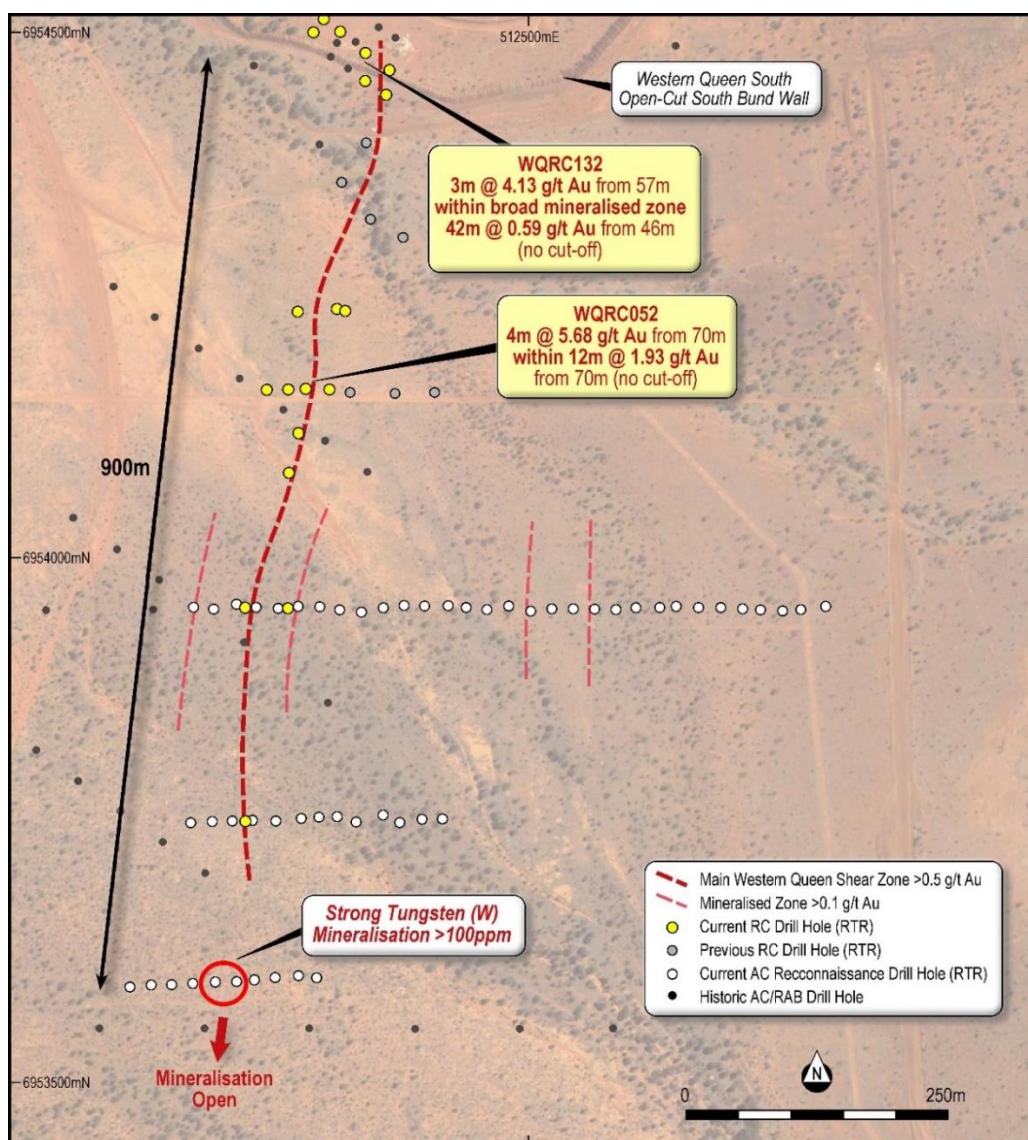 6954500mN
512500mE
Western Queen South
Open-Cut South Bund Wall
WQRC132
3m @ 4.13 g/t Au from 57m
within broad mineralised zone
42m @ 0.59 g/t Au from 46m
(no cut-off)
WQRC052
4m @ 5.68 g/t Au from 70m
within 12m @ 1.93 g/t Au
from 70m (no cut-off)
900m
6954000mN
Strong Tungsten (W)
Mineralisation >100ppm
Main Western Queen Shear Zone >0.5 g/t Au
Mineralised Zone >0.1 g/t Au
Current RC Drill Hole (RTR)
Previous RC Drill Hole (RTR)
Current AC Recconnaissance Drill Hole (RTR)
Historic AC/RAB Drill Hole
Mineralisation
Open
6953500mN
N
0
250m